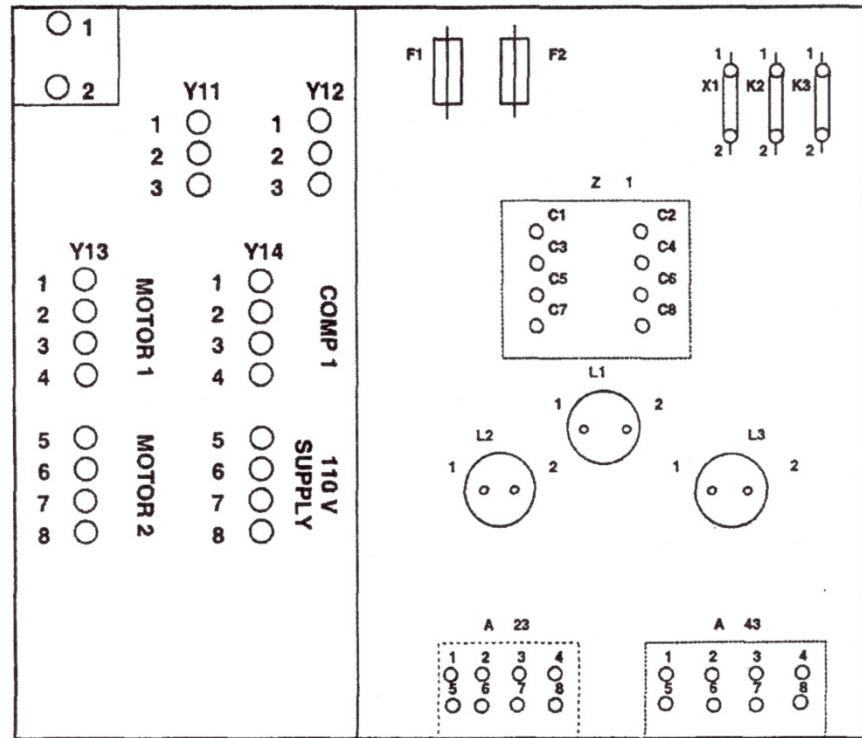 1
2
Y11 Y12
1 1
2 2
3 3
Y13 Y14
1 1
2 2
3 3
4 4
MOTOR 1
COMP 1
5 5
6 6
7 7
8 8
MOTOR 2
110 V
SUPPLY
F1 F2
1 1 1
X1 K2 K3
2 2 2
Z 1
C1 C2
C3 C4
C5 C6
C7 C8
L1
1 2
L2 L3
1 2 1 2
A 23 A 43
1 2 3 4 1 2 3 4
5 6 7 8 5 6 7 8